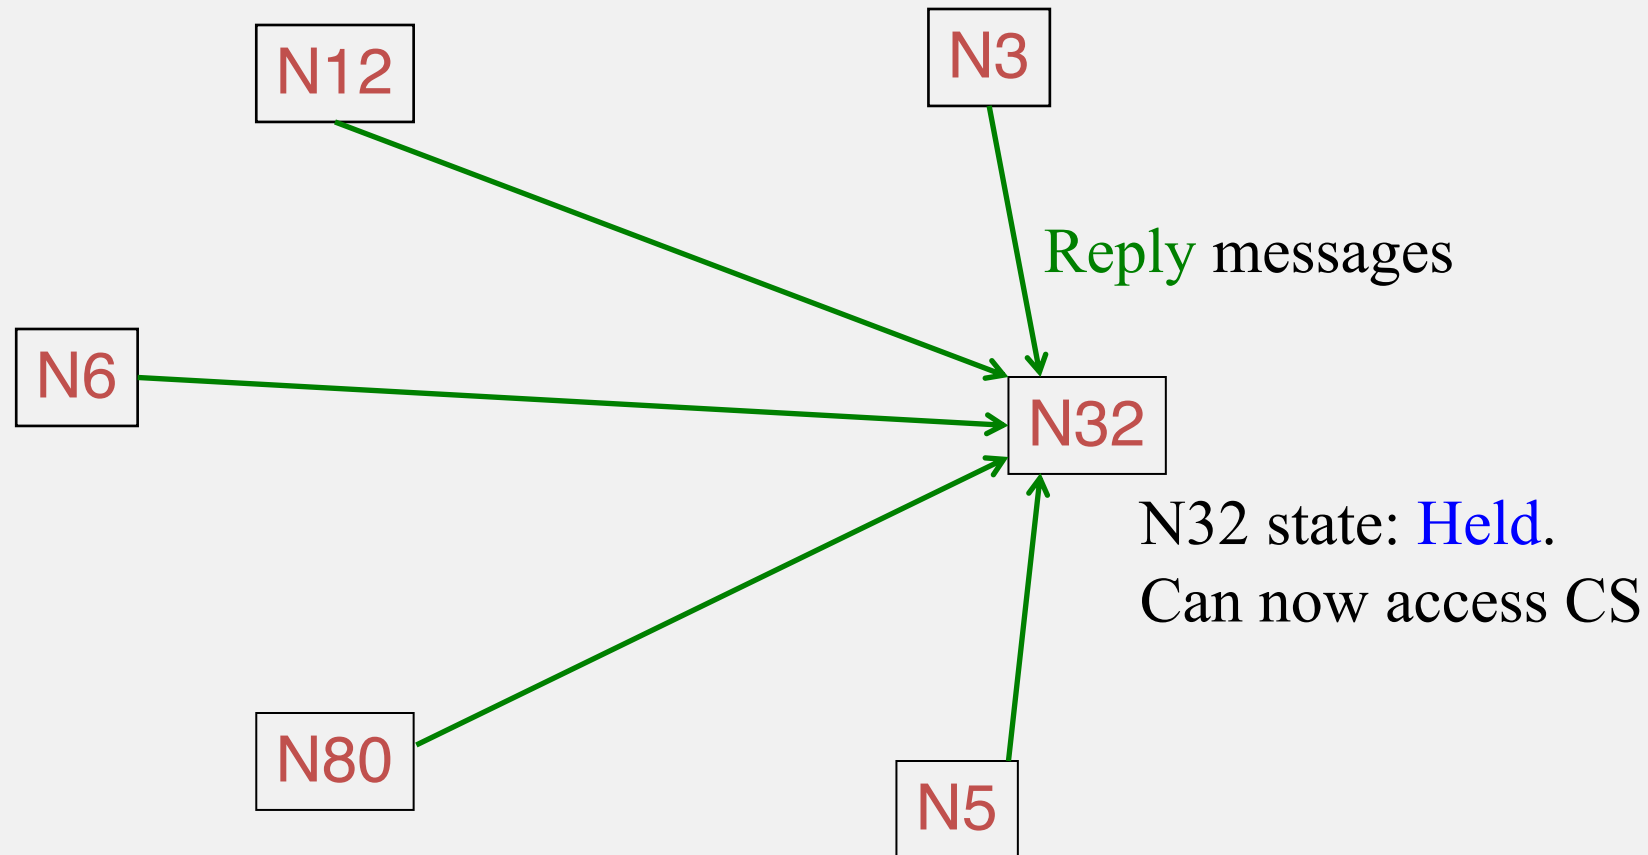 N12
N3
Reply messages
N6
N32
N32 state: Held.
Can now access CS
N80
N5